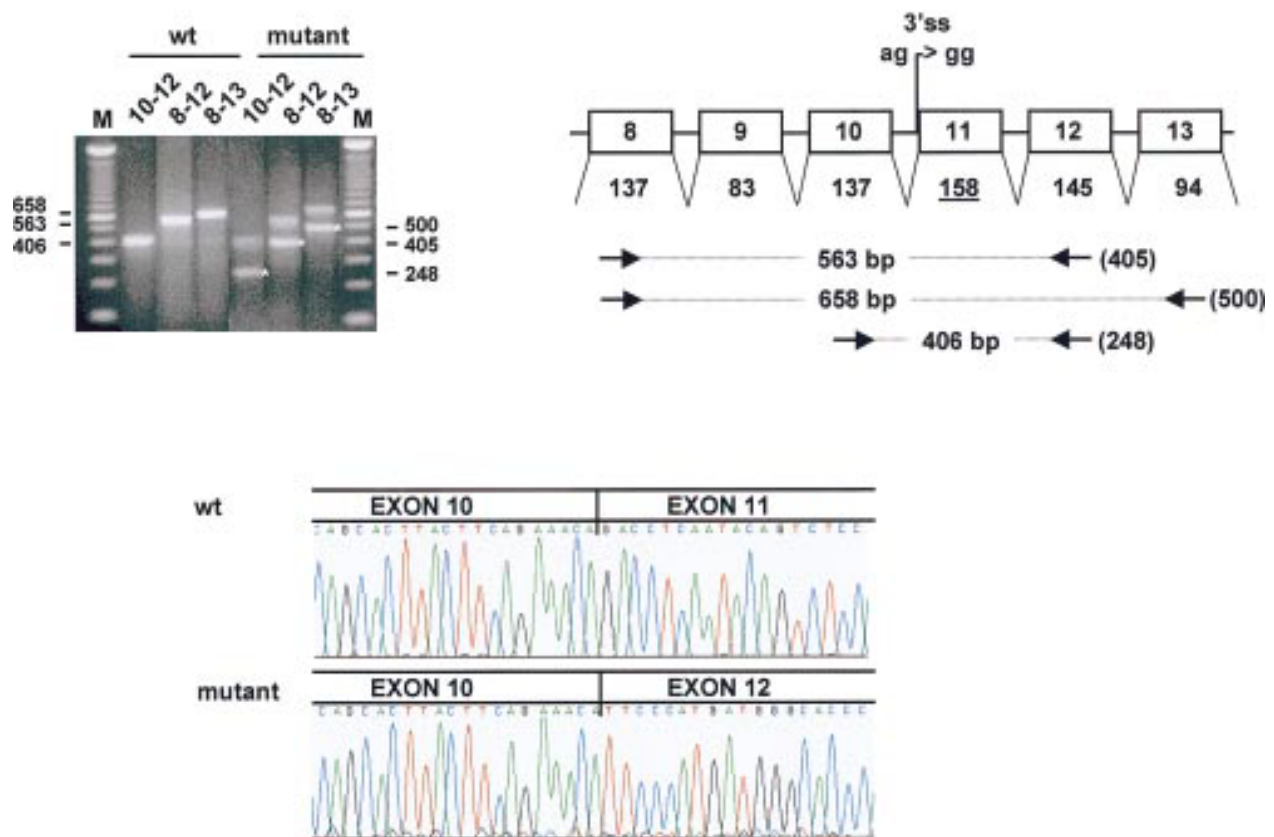 wt mutant
10-12 8-12 8-13 10-12 8-12 8-13
M M
658
563
406
500
405
248
3'ss
ag > gg
8 9 10 11 12 13
137 83 137 158 145 94
563 bp (405)
658 bp (500)
406 bp (248)
wt
EXON 10 EXON 11
CAGCACTTACTTCAGAAACAGACCTCAATACAGTCTCC
mutant
EXON 10 EXON 12
CAGCACTTACTTCAGAAACATTCCCATGATGGGCACCC